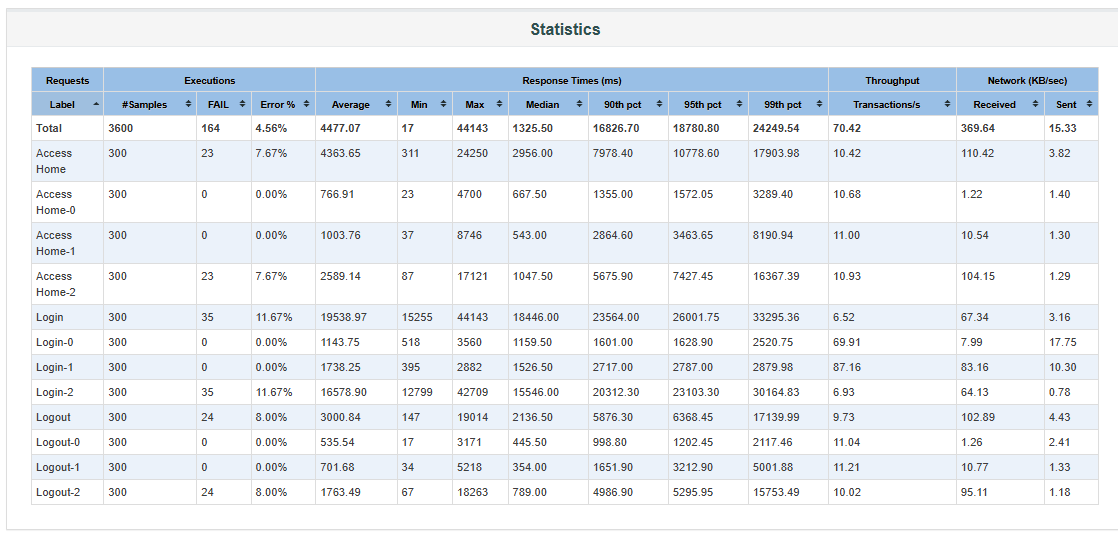 Statistics
Requests Executions Response Times (ms) Throughput Network (KB/sec)
Label #Samples FAIL Error % Average Min Max Median 90th pct 95th pct 99th pct Transactions/s Received Sent
Total 3600 164 4.56% 4477.07 17 44143 1325.50 16826.70 18780.80 24249.54 70.42 369.64 15.33
Access 300 23 7.67% 4363.65 311 24250 2956.00 7978.40 10778.60 17903.98 10.42 110.42 3.82
Home
Access 300 0 0.00% 766.91 23 4700 667.50 1355.00 1572.05 3289.40 10.68 1.22 1.40
Home-0
Access 300 0 0.00% 1003.76 37 8746 543.00 2864.60 3463.65 8190.94 11.00 10.54 1.30
Home-1
Access 300 23 7.67% 2589.14 87 17121 1047.50 5675.90 7427.45 16367.39 10.93 104.15 1.29
Home-2
Login 300 35 11.67% 19538.97 15255 44143 18446.00 23564.00 26001.75 33295.36 6.52 67.34 3.16
Login-0 300 0 0.00% 1143.75 518 3560 1159.50 1601.00 1628.90 2520.75 69.91 7.99 17.75
Login-1 300 0 0.00% 1738.25 395 2882 1526.50 2717.00 2787.00 2879.98 87.16 83.16 10.30
Login-2 300 35 11.67% 16578.90 12799 42709 15546.00 20312.30 23103.30 30164.83 6.93 64.13 0.78
Logout 300 24 8.00% 3000.84 147 19014 2136.50 5876.30 6368.45 17139.99 9.73 102.89 4.43
Logout-0 300 0 0.00% 535.54 17 3171 445.50 998.80 1202.45 2117.46 11.04 1.26 2.41
Logout-1 300 0 0.00% 701.68 34 5218 354.00 1651.90 3212.90 5001.88 11.21 10.77 1.33
Logout-2 300 24 8.00% 1763.49 67 18263 789.00 4986.90 5295.95 15753.49 10.02 95.11 1.18